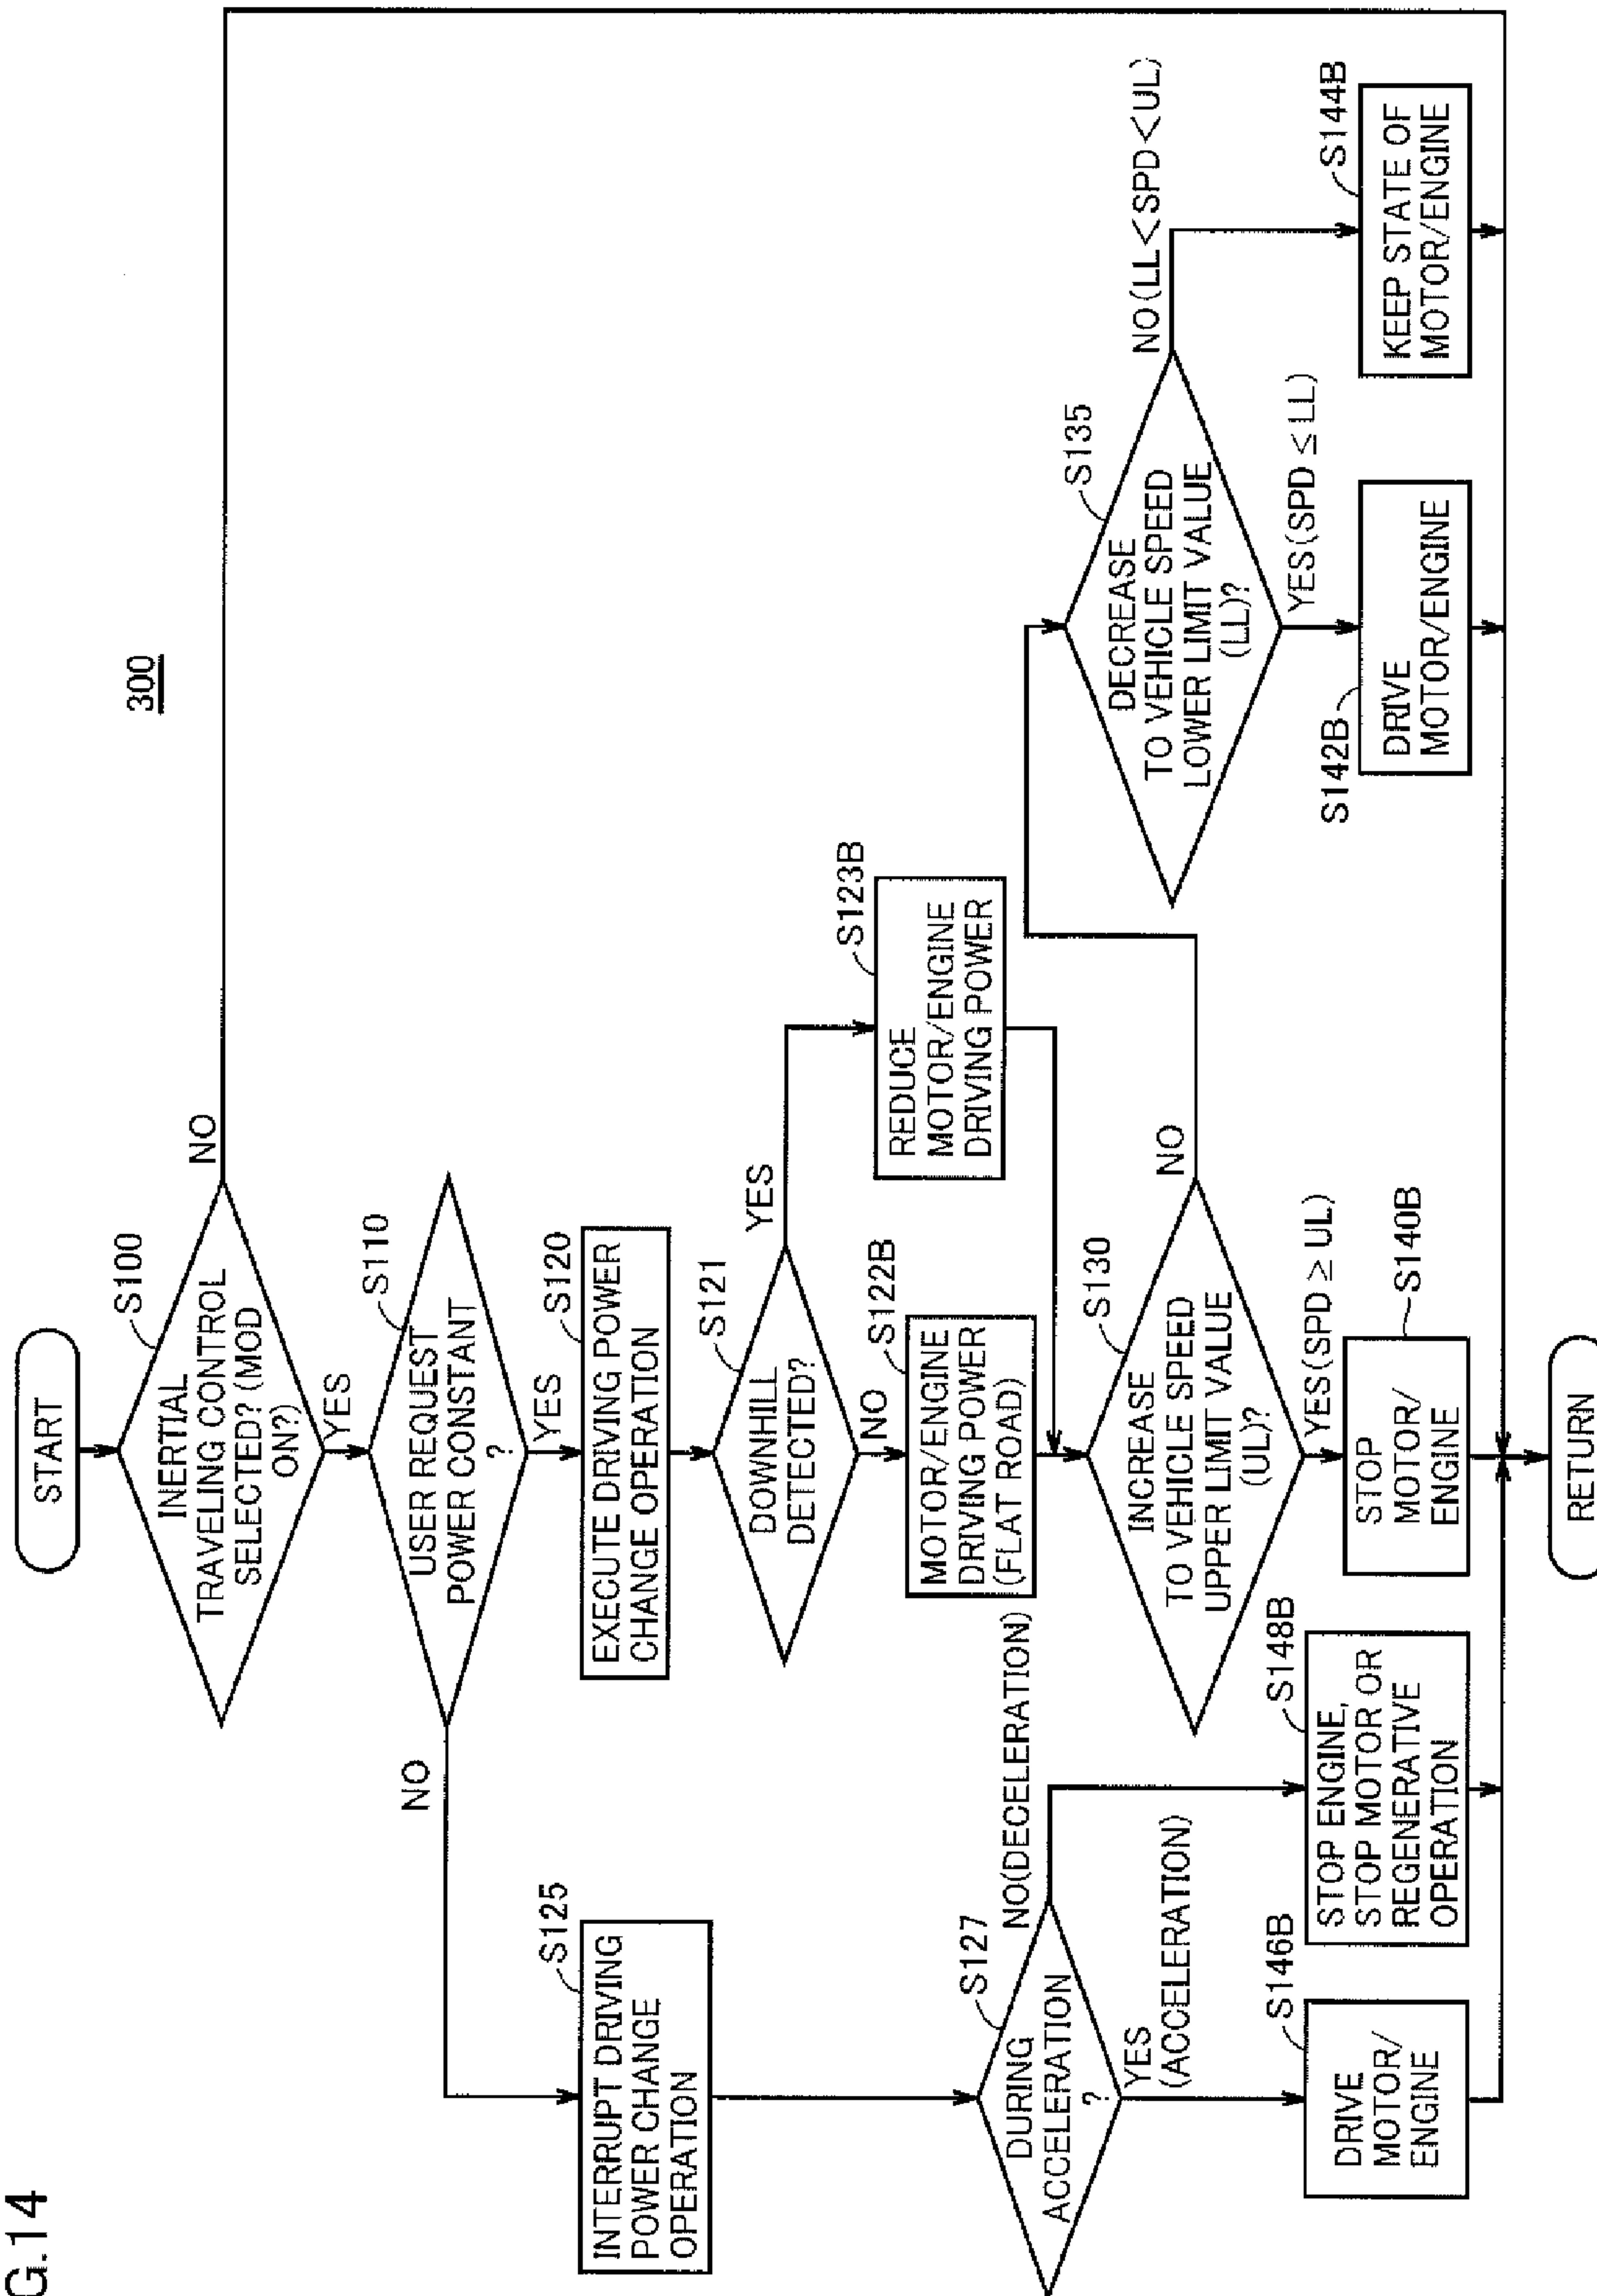 G.14
300
START
S100
INERTIAL
TRAVELING CONTROL
SELECTED? (MOD
ON?)
NO
YES
S110
USER REQUEST
POWER CONSTANT
?
NO
YES
S125
INTERRUPT DRIVING
POWER CHANGE
OPERATION
S120
EXECUTE DRIVING POWER
CHANGE OPERATION
S121
DOWNHILL
DETECTED?
YES
NO
S122B
MOTOR/ENGINE
DRIVING POWER
(FLAT ROAD)
S123B
REDUCE
MOTOR/ENGINE
DRIVING POWER
S127
DURING
ACCELERATION
?
NO(DECELERATION)
YES
(ACCELERATION)
S130
INCREASE
TO VEHICLE SPEED
UPPER LIMIT VALUE
(UL)?
NO
YES(SPD ≥ UL)
S135
DECREASE
TO VEHICLE SPEED
LOWER LIMIT VALUE
(LL)?
NO(LL<SPD<UL)
YES(SPD ≤ LL)
S146B
DRIVE
MOTOR/
ENGINE
S148B
STOP ENGINE,
STOP MOTOR OR
REGENERATIVE
OPERATION
S140B
STOP
MOTOR/
ENGINE
S142B
DRIVE
MOTOR/ENGINE
S144B
KEEP STATE OF
MOTOR/ENGINE
RETURN